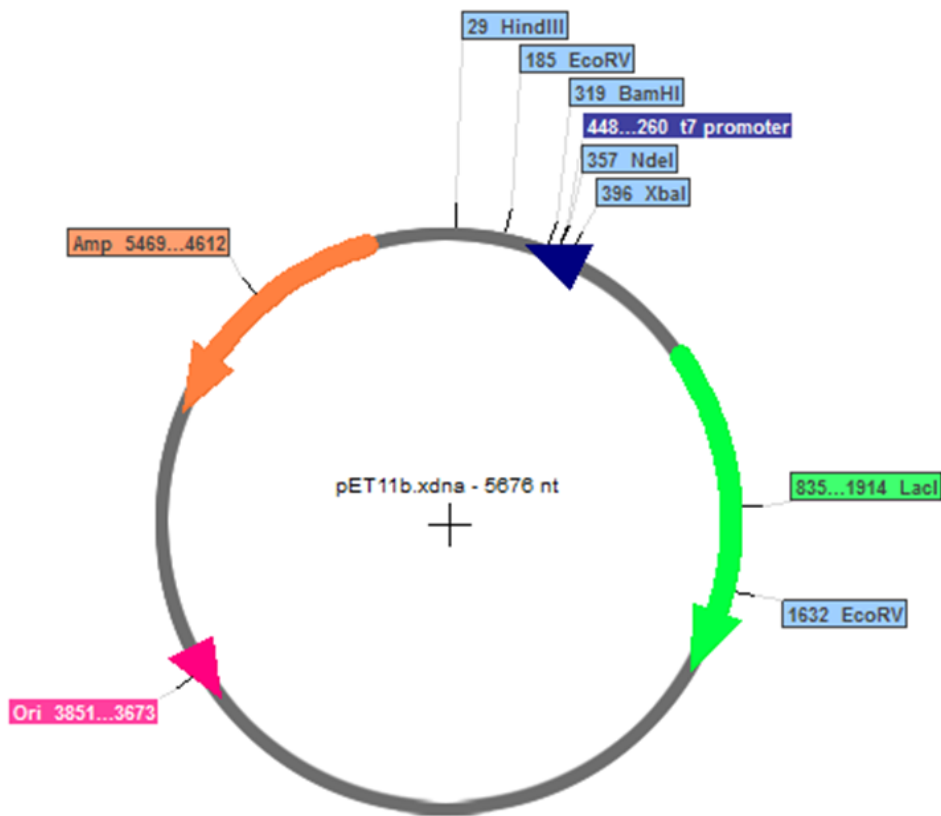 29 HindIII
185 EcoRV
319 BamHI
448...260 t7 promoter
357 NdeI
396 XbaI
Amp 5469...4612
pET11b.xdna - 5676 nt
835...1914 LacI
1632 EcoRV
Ori 3851...3673